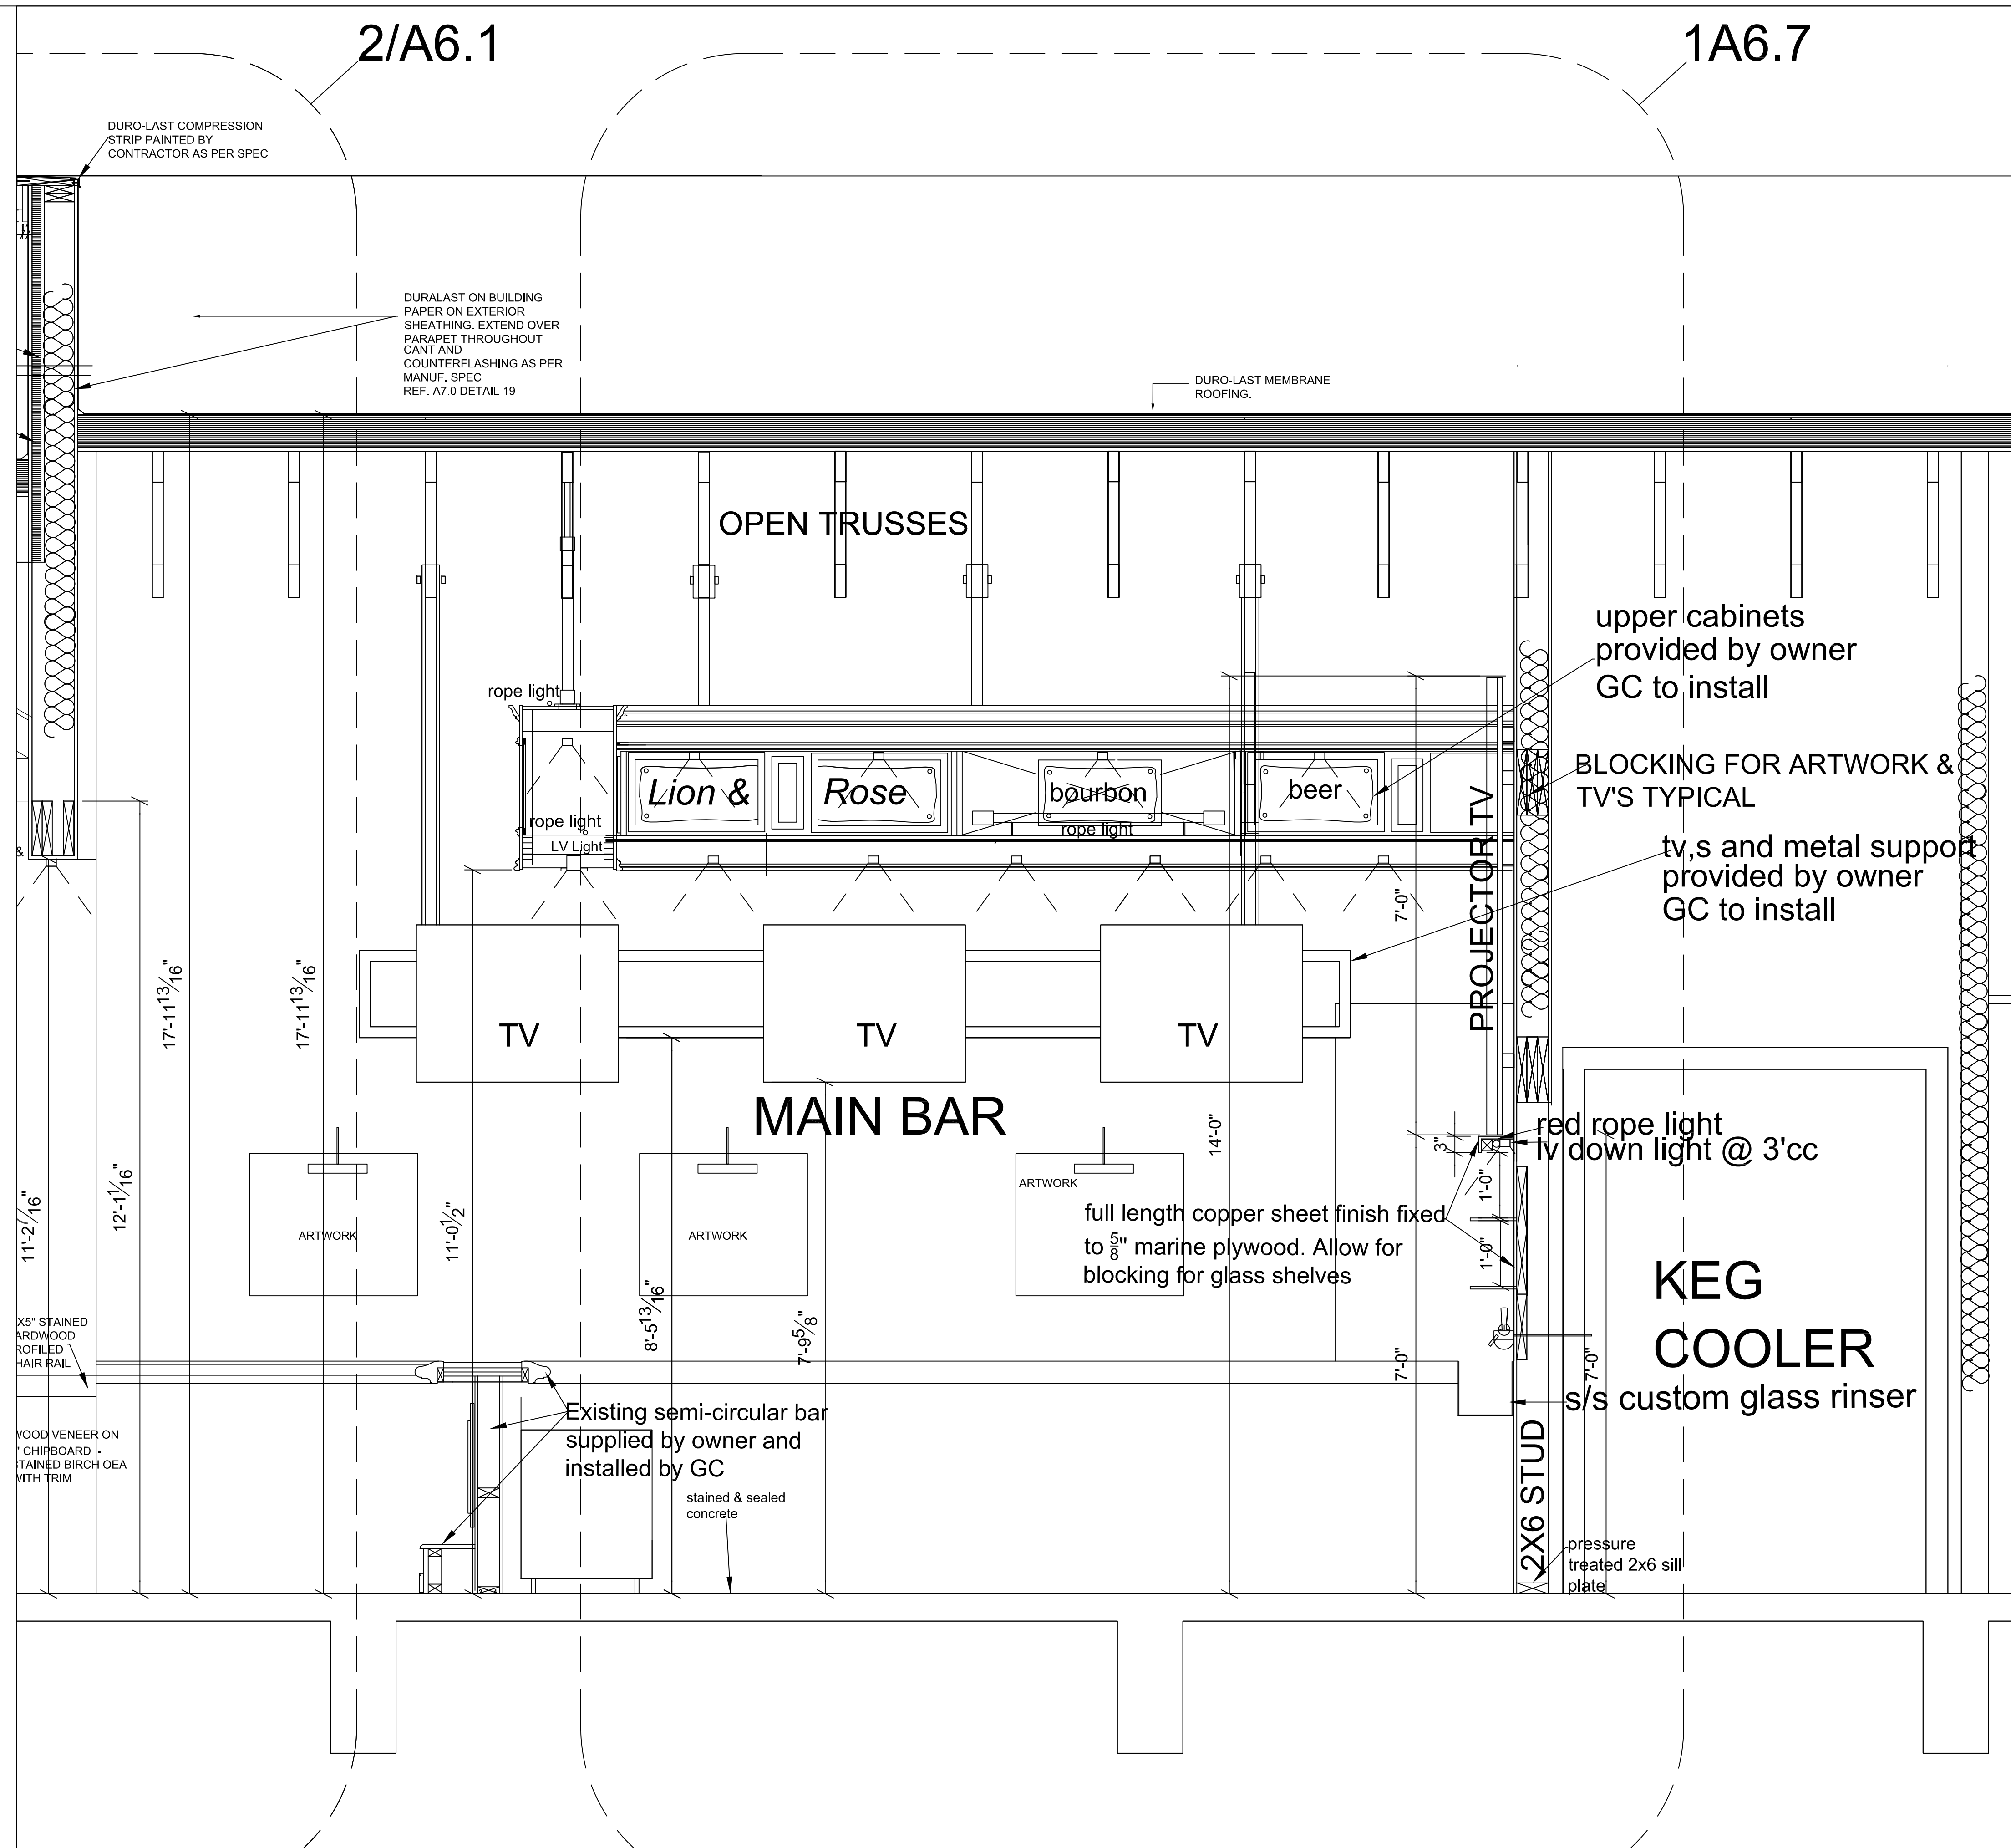 2/A6.1
1A6.7
DURO-LAST COMPRESSION
STRIP PAINTED BY
CONTRACTOR AS PER SPEC
DURALAST ON BUILDING
PAPER ON EXTERIOR
SHEATHING. EXTEND OVER
PARAPET THROUGHOUT
CANT AND
COUNTERFLASHING AS PER
MANUF. SPEC
REF. A7.0 DETAIL 19
DURO-LAST MEMBRANE
ROOFING.
OPEN TRUSSES
upper cabinets
provided by owner
GC to install
rope light
BLOCKING FOR ARTWORK &
TV'S TYPICAL
Lion &
Rose
bourbon
beer
rope light
rope light
LV Light
&
PROJECTOR TV
tv,s and metal support
provided by owner
GC to install
7'-0"
17'-11 13/16"
17'-11 13/16"
TV
TV
TV
MAIN BAR
14'-0"
3"
red rope light
lv down light @ 3'cc
11'-2 7/16"
12'-1 1/16"
11'-0 1/2"
1'-0"
1'-0"
ARTWORK
ARTWORK
ARTWORK
full length copper sheet finish fixed
to 5/8" marine plywood. Allow for
blocking for glass shelves
8'-5 13/16"
7'-9 5/8"
7'-0"
7'-0"
KEG
COOLER
X5" STAINED
ARDWOOD
ROFILED
HAIR RAIL
s/s custom glass rinser
Existing semi-circular bar
supplied by owner and
installed by GC
WOOD VENEER ON
" CHIPBOARD -
STAINED BIRCH OEA
WITH TRIM
stained & sealed
concrete
2X6 STUD
pressure
treated 2x6 sill
plate